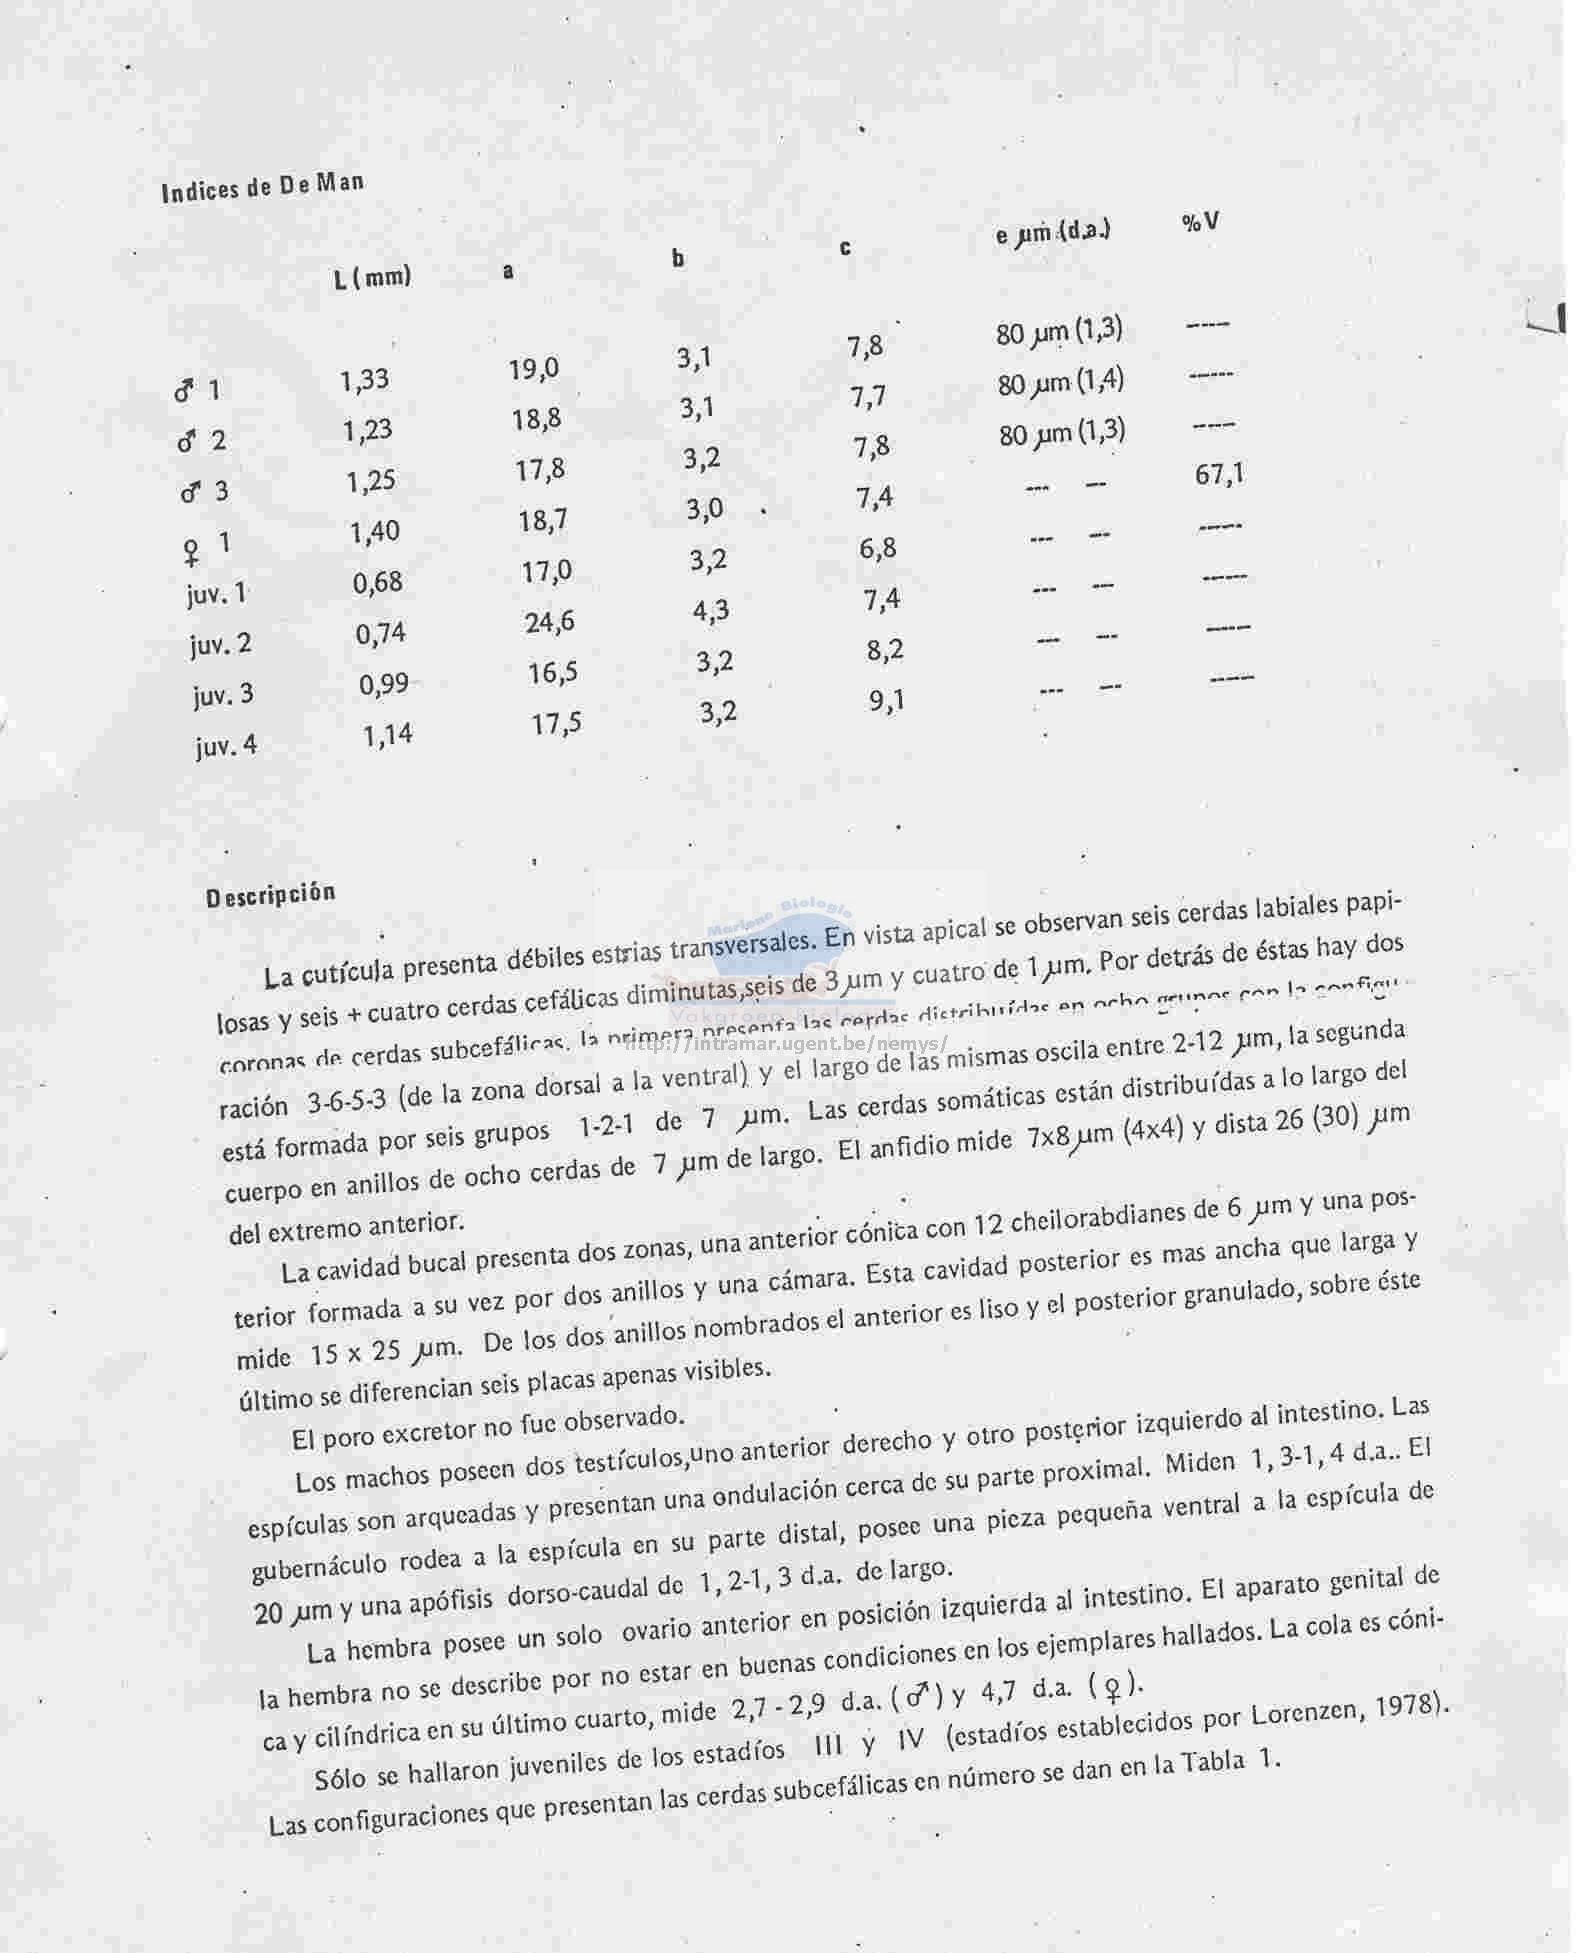 Indices de De Man
L (mm) a b c e µm (d.a.) %V
♂ 1 1,33 19,0 3,1 7,8 80 µm (1,3) -----
♂ 2 1,23 18,8 3,1 7,7 80 µm (1,4) -----
♂ 3 1,25 17,8 3,2 7,8 80 µm (1,3) ----
♀ 1 1,40 18,7 3,0 7,4 --- -- 67,1
juv. 1 0,68 17,0 3,2 6,8 --- -- -----
juv. 2 0,74 24,6 4,3 7,4 --- -- -----
juv. 3 0,99 16,5 3,2 8,2 --- -- -----
juv. 4 1,14 17,5 3,2 9,1 --- -- -----
Descripción
La cutícula presenta débiles estrias transversales. En vista apical se observan seis cerdas labiales papi-
losas y seis + cuatro cerdas cefálicas diminutas, seis de 3 µm y cuatro de 1 µm. Por detrás de éstas hay dos
coronas de cerdas subcefálicas, la primera presenta las cerdas distribuídas en ocho grupos con la configu-
ración 3-6-5-3 (de la zona dorsal a la ventral) y el largo de las mismas oscila entre 2-12 µm, la segunda
está formada por seis grupos 1-2-1 de 7 µm. Las cerdas somáticas están distribuídas a lo largo del
cuerpo en anillos de ocho cerdas de 7 µm de largo. El anfidio mide 7x8 µm (4x4) y dista 26 (30) µm
del extremo anterior.
La cavidad bucal presenta dos zonas, una anterior cónica con 12 cheilorabdianes de 6 µm y una pos-
terior formada a su vez por dos anillos y una cámara. Esta cavidad posterior es mas ancha que larga y
mide 15 x 25 µm. De los dos anillos nombrados el anterior es liso y el posterior granulado, sobre éste
último se diferencian seis placas apenas visibles.
El poro excretor no fue observado.
Los machos poseen dos testículos, uno anterior derecho y otro posterior izquierdo al intestino. Las
espículas son arqueadas y presentan una ondulación cerca de su parte proximal. Miden 1, 3-1, 4 d.a.. El
gubernáculo rodea a la espícula en su parte distal, posee una pieza pequeña ventral a la espícula de
20 µm y una apófisis dorso-caudal de 1, 2-1, 3 d.a. de largo.
La hembra posee un solo ovario anterior en posición izquierda al intestino. El aparato genital de
la hembra no se describe por no estar en buenas condiciones en los ejemplares hallados. La cola es cóni-
ca y cilíndrica en su último cuarto, mide 2,7 - 2,9 d.a. (♂) y 4,7 d.a. (♀).
Sólo se hallaron juveniles de los estadíos III y IV (estadíos establecidos por Lorenzen, 1978).
Las configuraciones que presentan las cerdas subcefálicas en número se dan en la Tabla 1.
Mariene Biologie
Vakgroep Biologie
http://intramar.ugent.be/nemys/